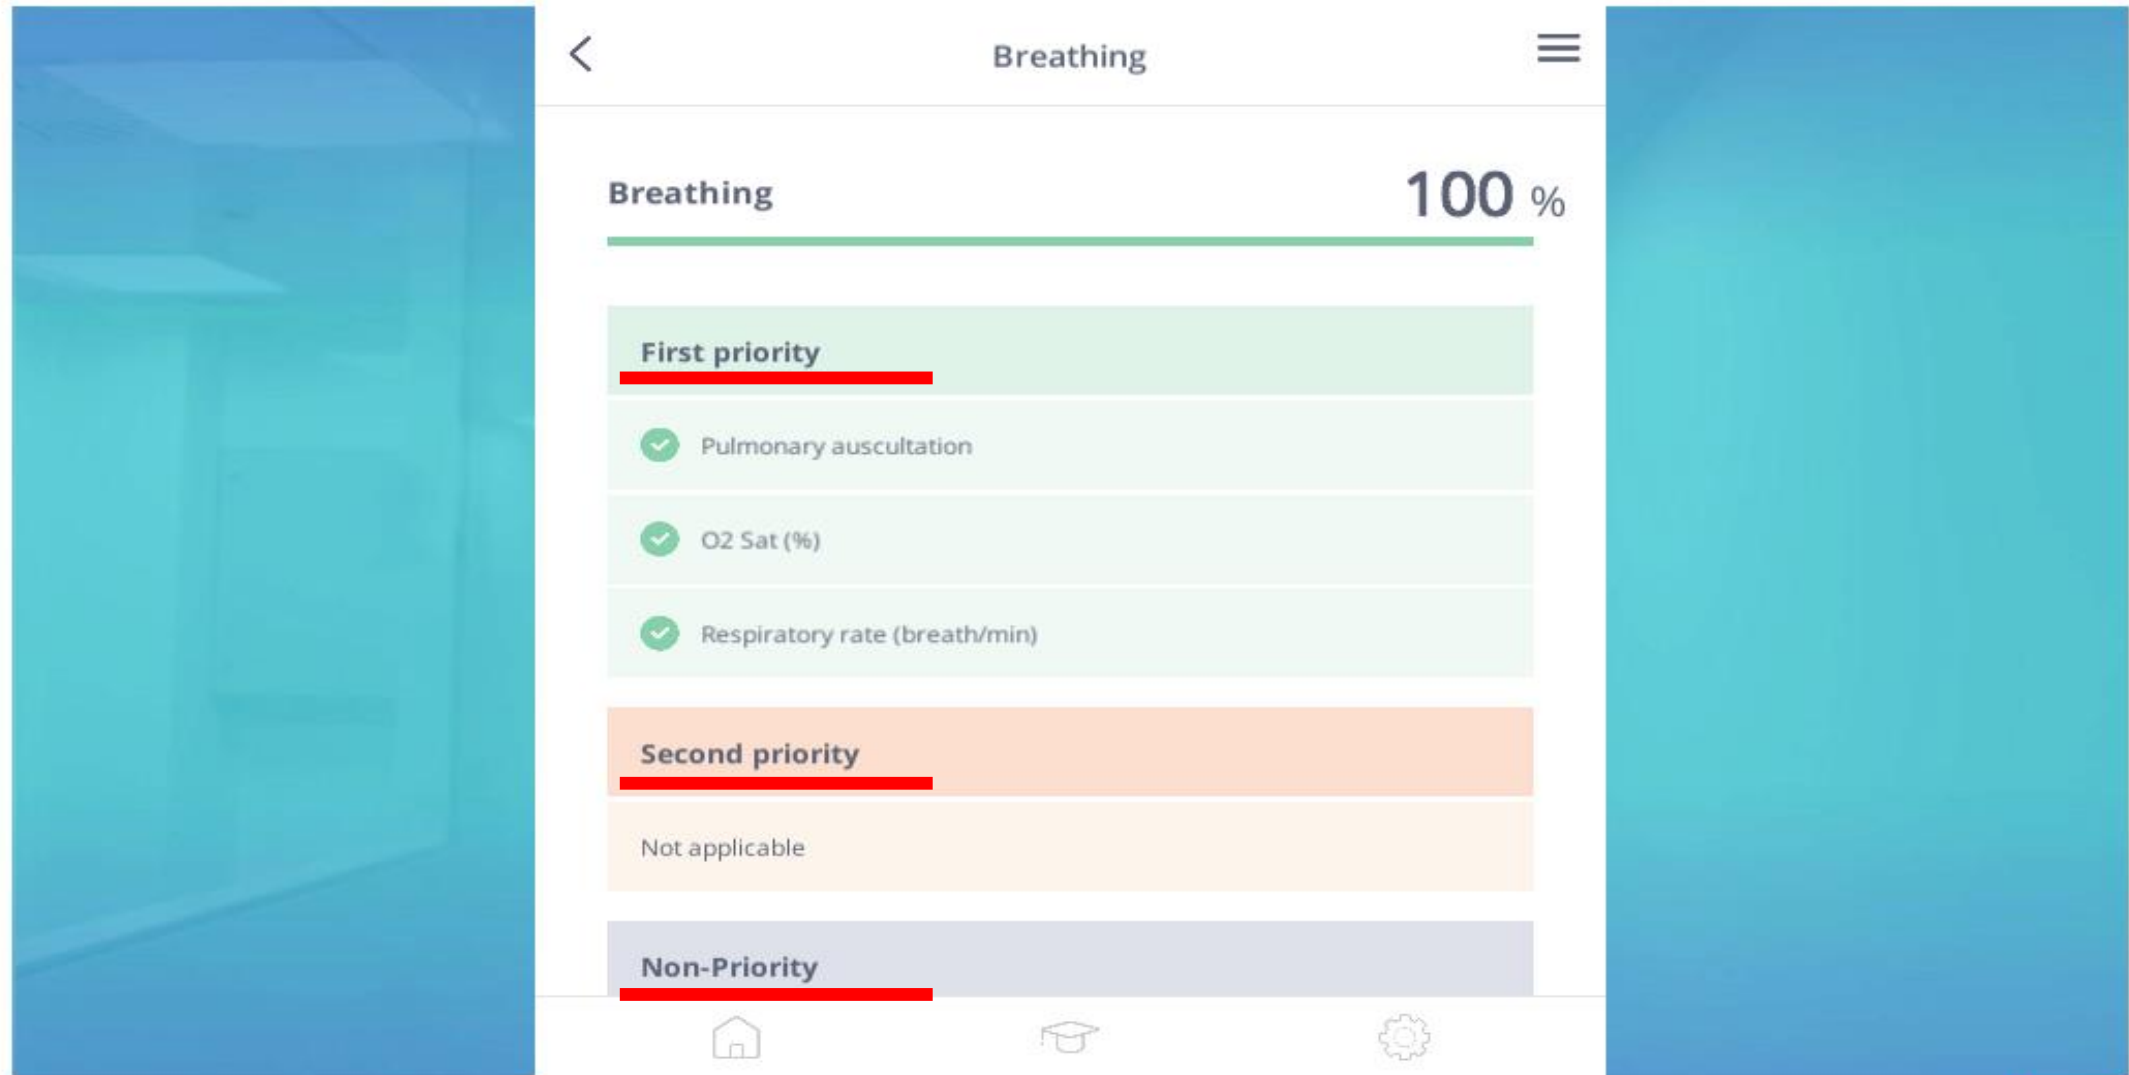 Breathing
Breathing
100 %
First priority
Pulmonary auscultation
O2 Sat (%)
Respiratory rate (breath/min)
Second priority
Not applicable
Non-Priority